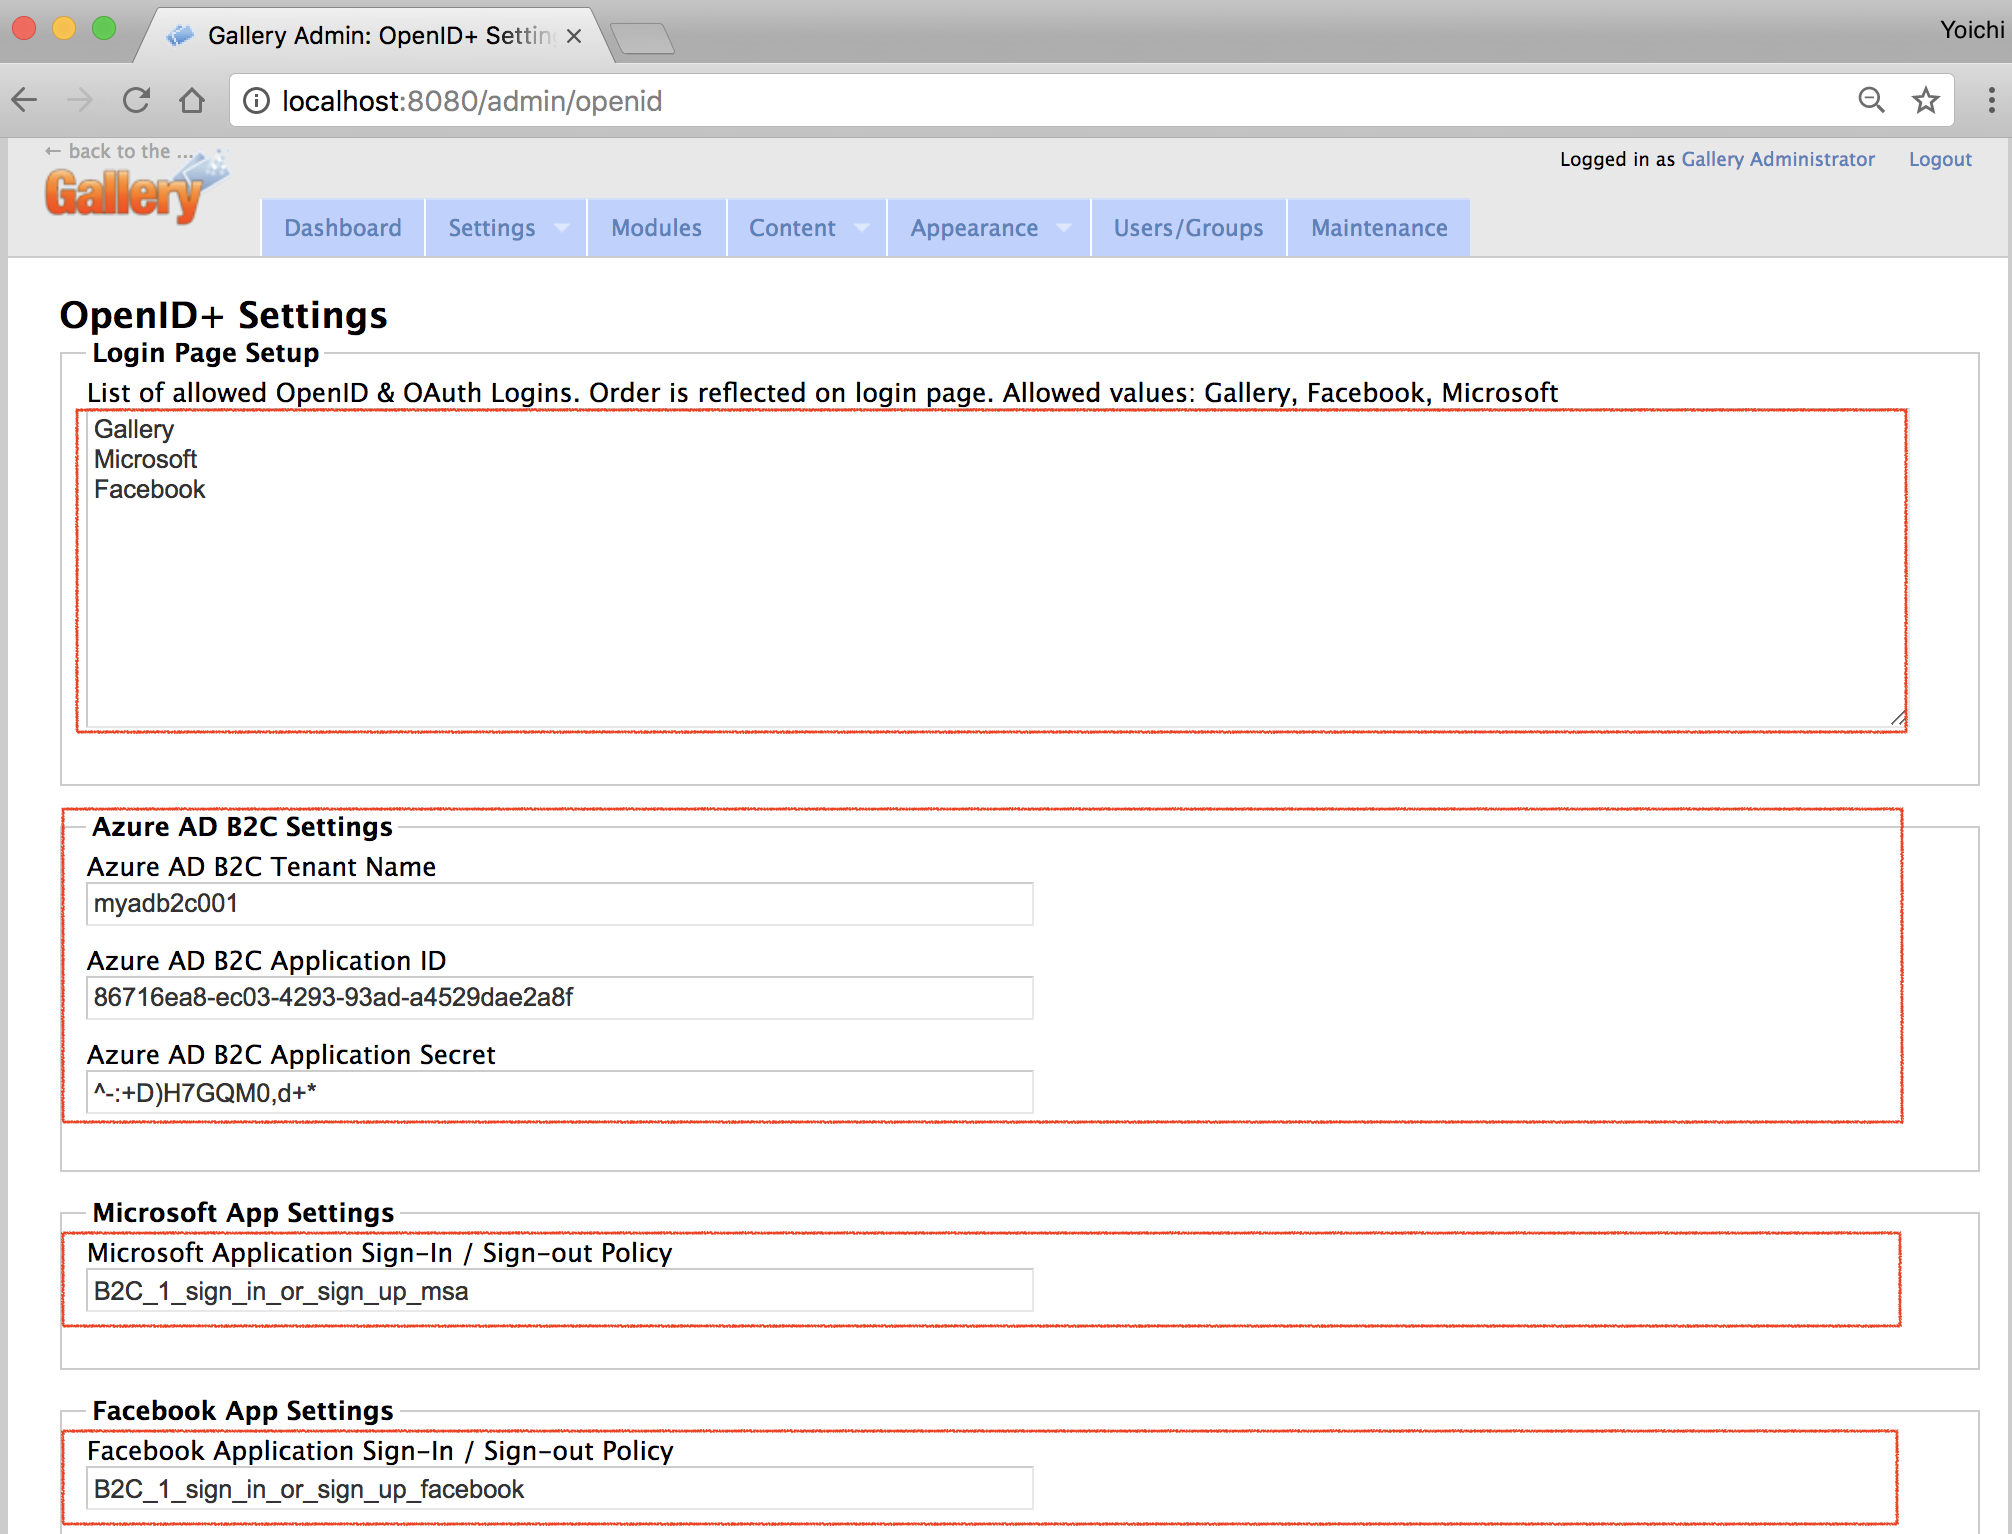 Gallery Admin: OpenID+ Settin
Yoichi
localhost:8080/admin/openid
← back to the ...
Logged in as Gallery Administrator Logout
Gallery
Dashboard Settings Modules Content Appearance Users/Groups Maintenance
OpenID+ Settings
Login Page Setup
List of allowed OpenID & OAuth Logins. Order is reflected on login page. Allowed values: Gallery, Facebook, Microsoft
Gallery
Microsoft
Facebook
Azure AD B2C Settings
Azure AD B2C Tenant Name
myadb2c001
Azure AD B2C Application ID
86716ea8-ec03-4293-93ad-a4529dae2a8f
Azure AD B2C Application Secret
^-:+D)H7GQM0,d+*
Microsoft App Settings
Microsoft Application Sign-In / Sign-out Policy
B2C_1_sign_in_or_sign_up_msa
Facebook App Settings
Facebook Application Sign-In / Sign-out Policy
B2C_1_sign_in_or_sign_up_facebook